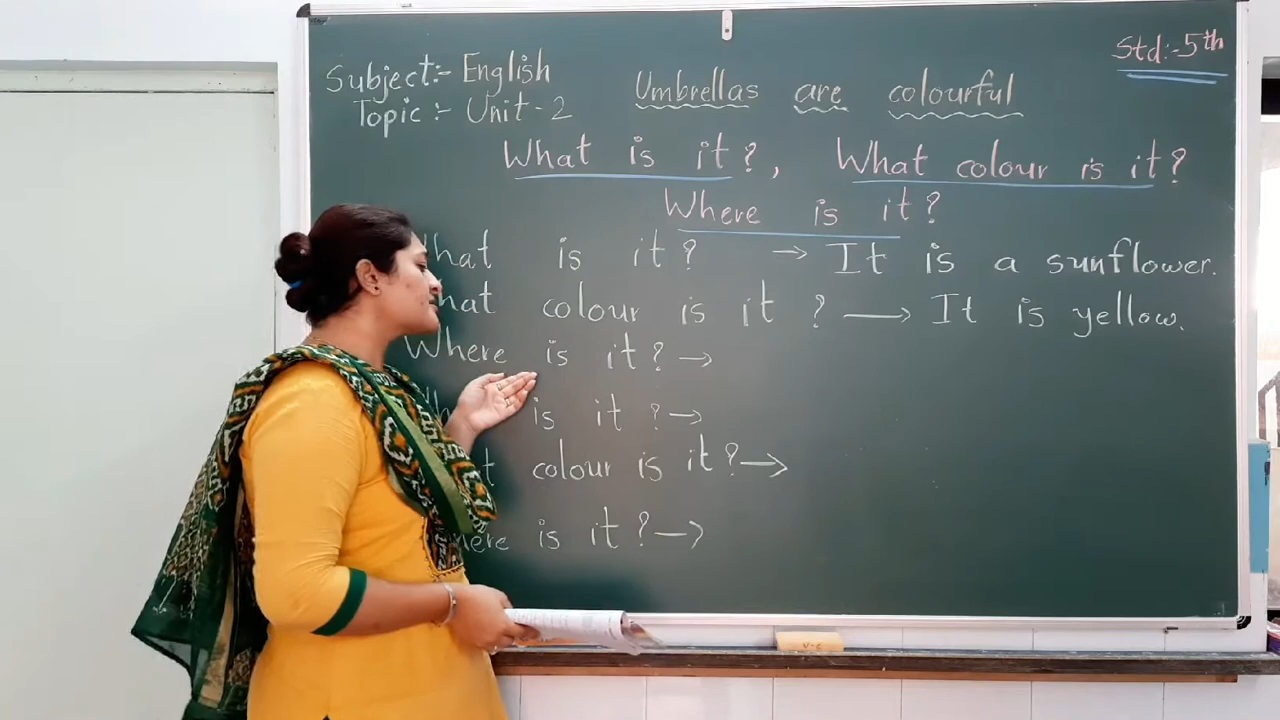 Std:-5th
Subject:- English
Topic :- Unit-2
Umbrellas are colourful
What is it?, What colour is it?
Where is it?
What is it? → It is a sunflower.
What colour is it? → It is yellow.
Where is it? →
is it? →
colour is it? →
Where is it? →